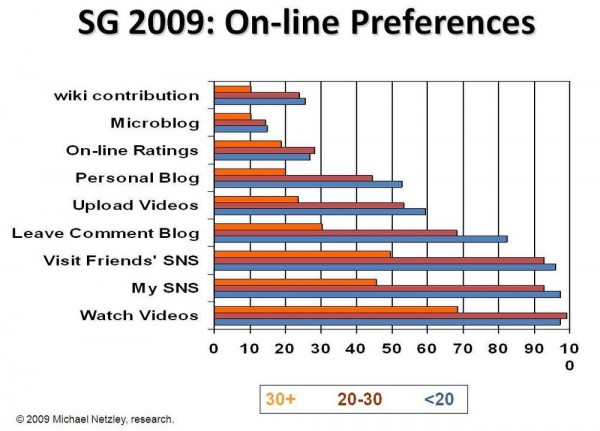 SG 2009: On-line Preferences
wiki contribution
Microblog
On-line Ratings
Personal Blog
Upload Videos
Leave Comment Blog
Visit Friends' SNS
My SNS
Watch Videos
0 10 20 30 40 50 60 70 80 90 10
0
30+ 20-30 <20
© 2009 Michael Netzley, research.